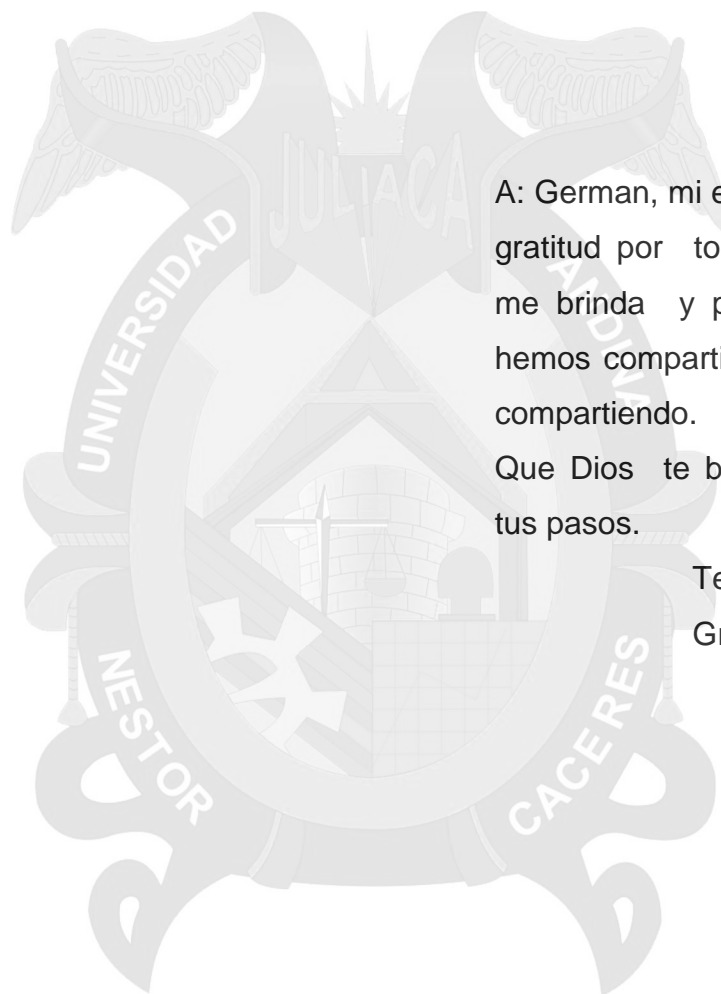 A: German, mi e
gratitud por to
me brinda y p
hemos comparti
compartiendo.
Que Dios te b
tus pasos.
Te
Gr
JULIACA
UNIVERSIDAD
ANDINA
NESTOR
CACERES